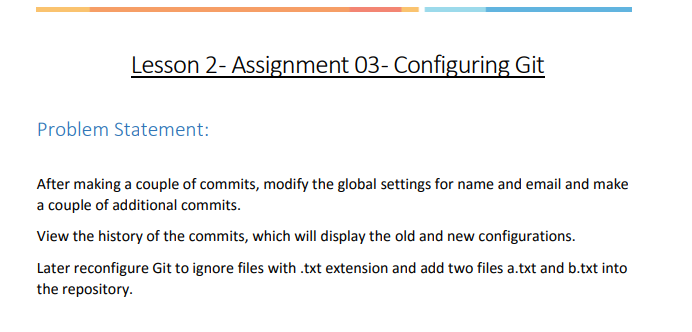 Lesson 2- Assignment 03- Configuring Git
Problem Statement:
After making a couple of commits, modify the global settings for name and email and make
a couple of additional commits.
View the history of the commits, which will display the old and new configurations.
Later reconfigure Git to ignore files with .txt extension and add two files a.txt and b.txt into
the repository.